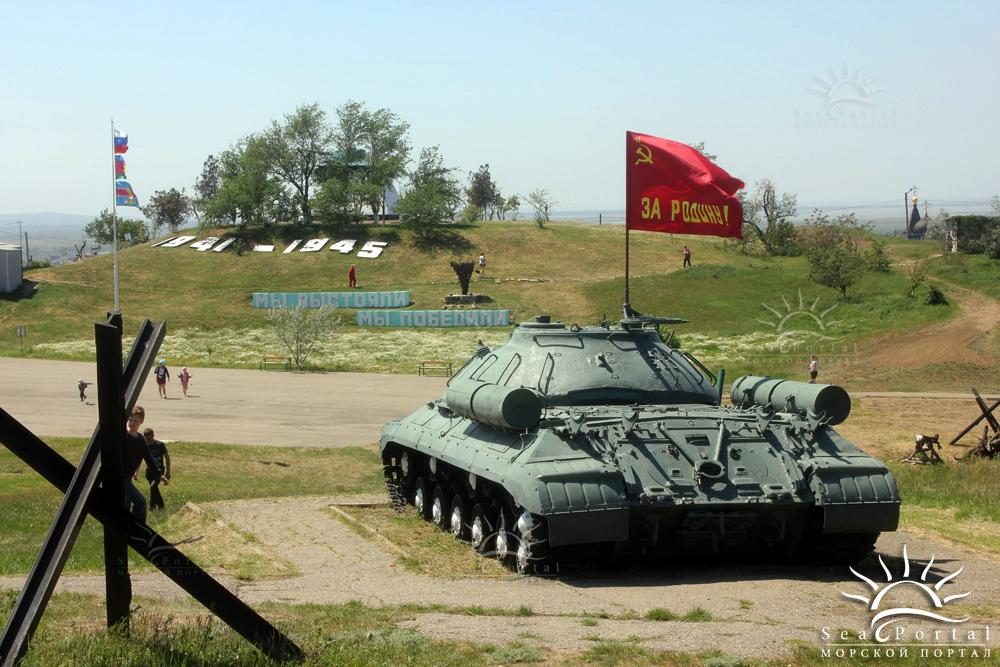 1941-1945
МЫ ВЫСТОЯЛИ
МЫ ПОБЕДИЛИ
ЗА РОДИНУ!
SeaPortal
МОРСКОЙ ПОРТАЛ